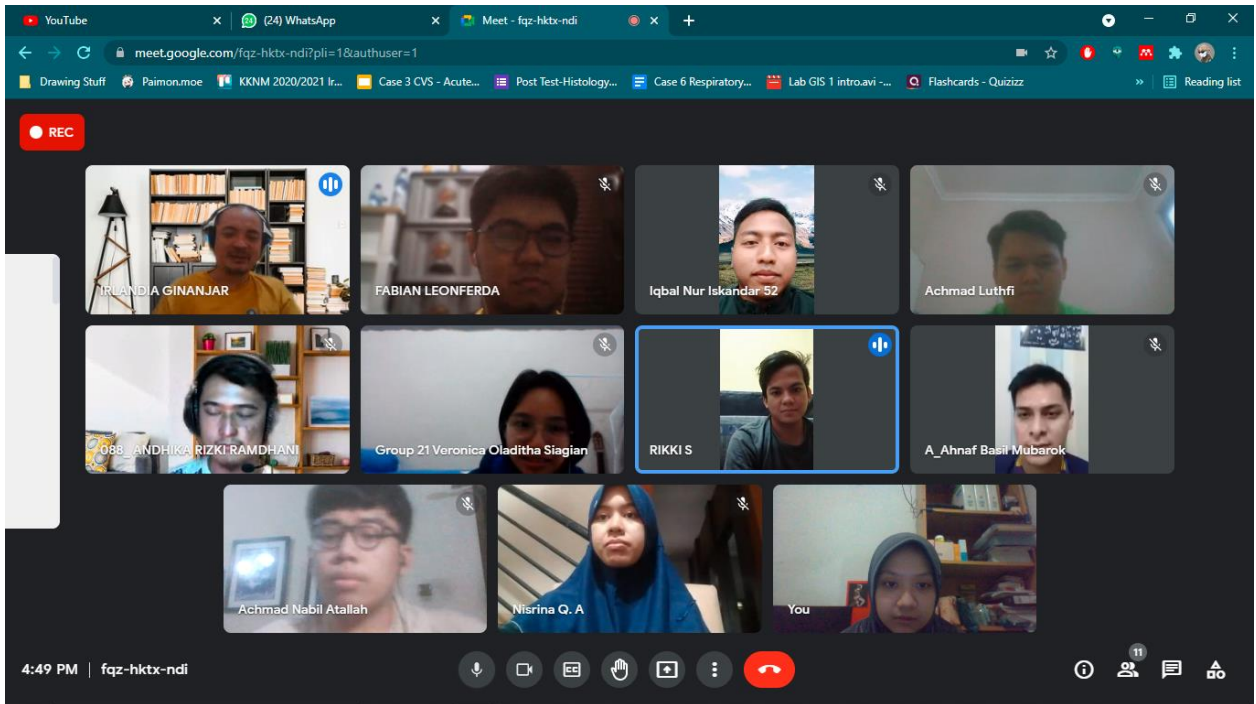 YouTube
(24) WhatsApp
Meet - fqz-hktx-ndi
meet.google.com/fqz-hktx-ndi?pli=1&authuser=1
Drawing Stuff
Paimon.moe
KKNM 2020/2021 Ir...
Case 3 CVS - Acute...
Post Test-Histology...
Case 6 Respiratory...
Lab GIS 1 intro.avi -...
Flashcards - Quizizz
»
Reading list
REC
IRLANDIA GINANJAR
FABIAN LEONFERDA
Iqbal Nur Iskandar 52
Achmad Luthfi
088_ANDHIKA RIZKI RAMDHANI
Group 21 Veronica Oladitha Siagian
RIKKI S
A_Ahnaf Basil Mubarok
Achmad Nabil Atallah
Nisrina Q. A
You
4:49 PM | fqz-hktx-ndi
CC
11